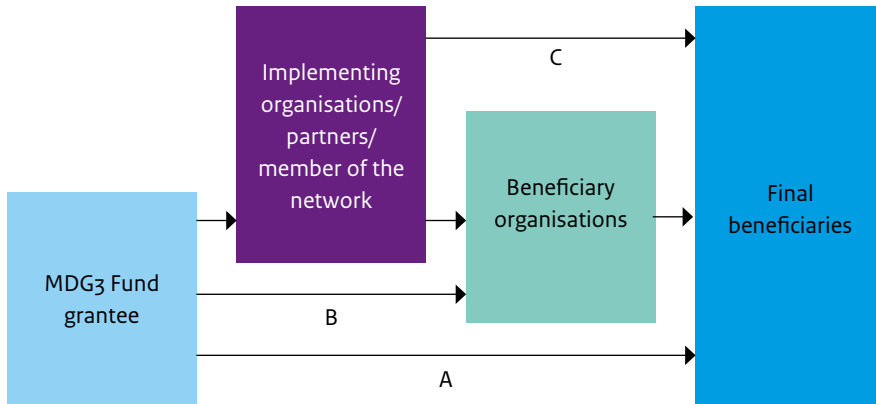 Implementing
organisations/
partners/
member of the
network
C
Beneficiary
organisations
Final
beneficiaries
MDG3 Fund
grantee
B
A